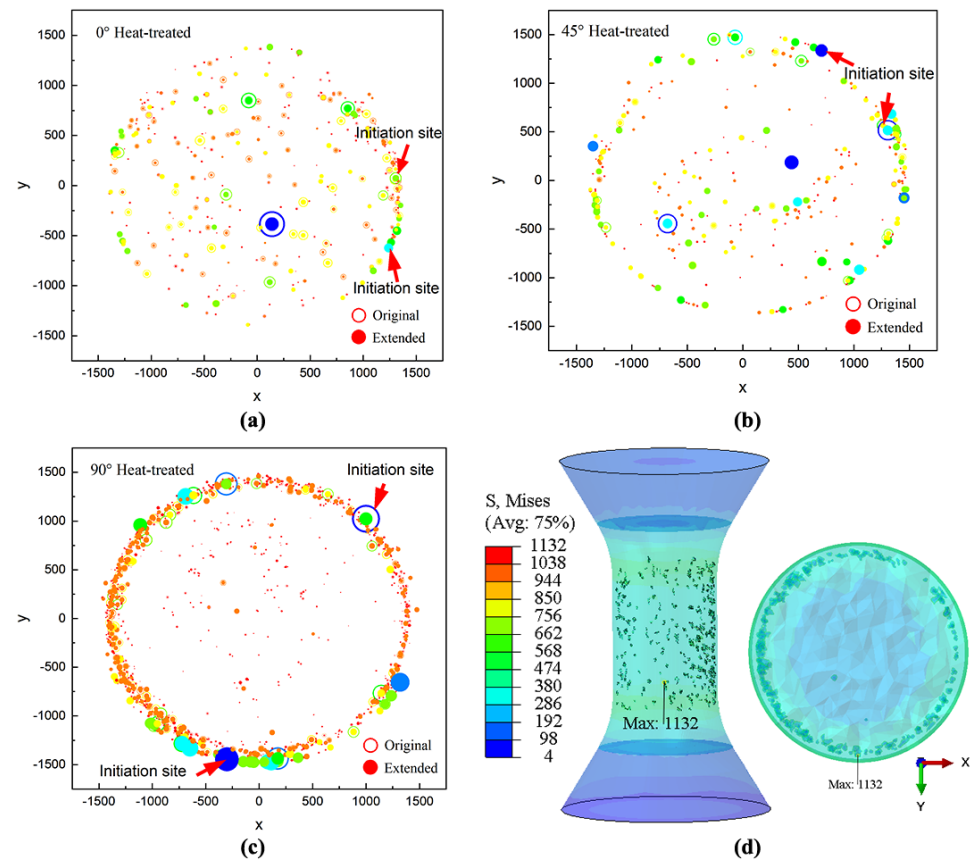 0° Heat-treated
1500
1000
500
0
-500
-1000
-1500
y
Initiation site
Initiation site
Original
Extended
-1500
-1000
-500
0
500
1000
1500
x
(a)
45° Heat-treated
1500
1000
500
0
-500
-1000
-1500
y
Initiation site
Original
Extended
-1500
-1000
-500
0
500
1000
1500
x
(b)
90° Heat-treated
1500
1000
500
0
-500
-1000
-1500
y
Initiation site
Original
Extended
Initiation site
-1500
-1000
-500
0
500
1000
1500
x
(c)
S, Mises
(Avg: 75%)
1132
1038
944
850
756
662
568
474
380
286
192
98
4
Max: 1132
Max: 1132
X
Y
(d)